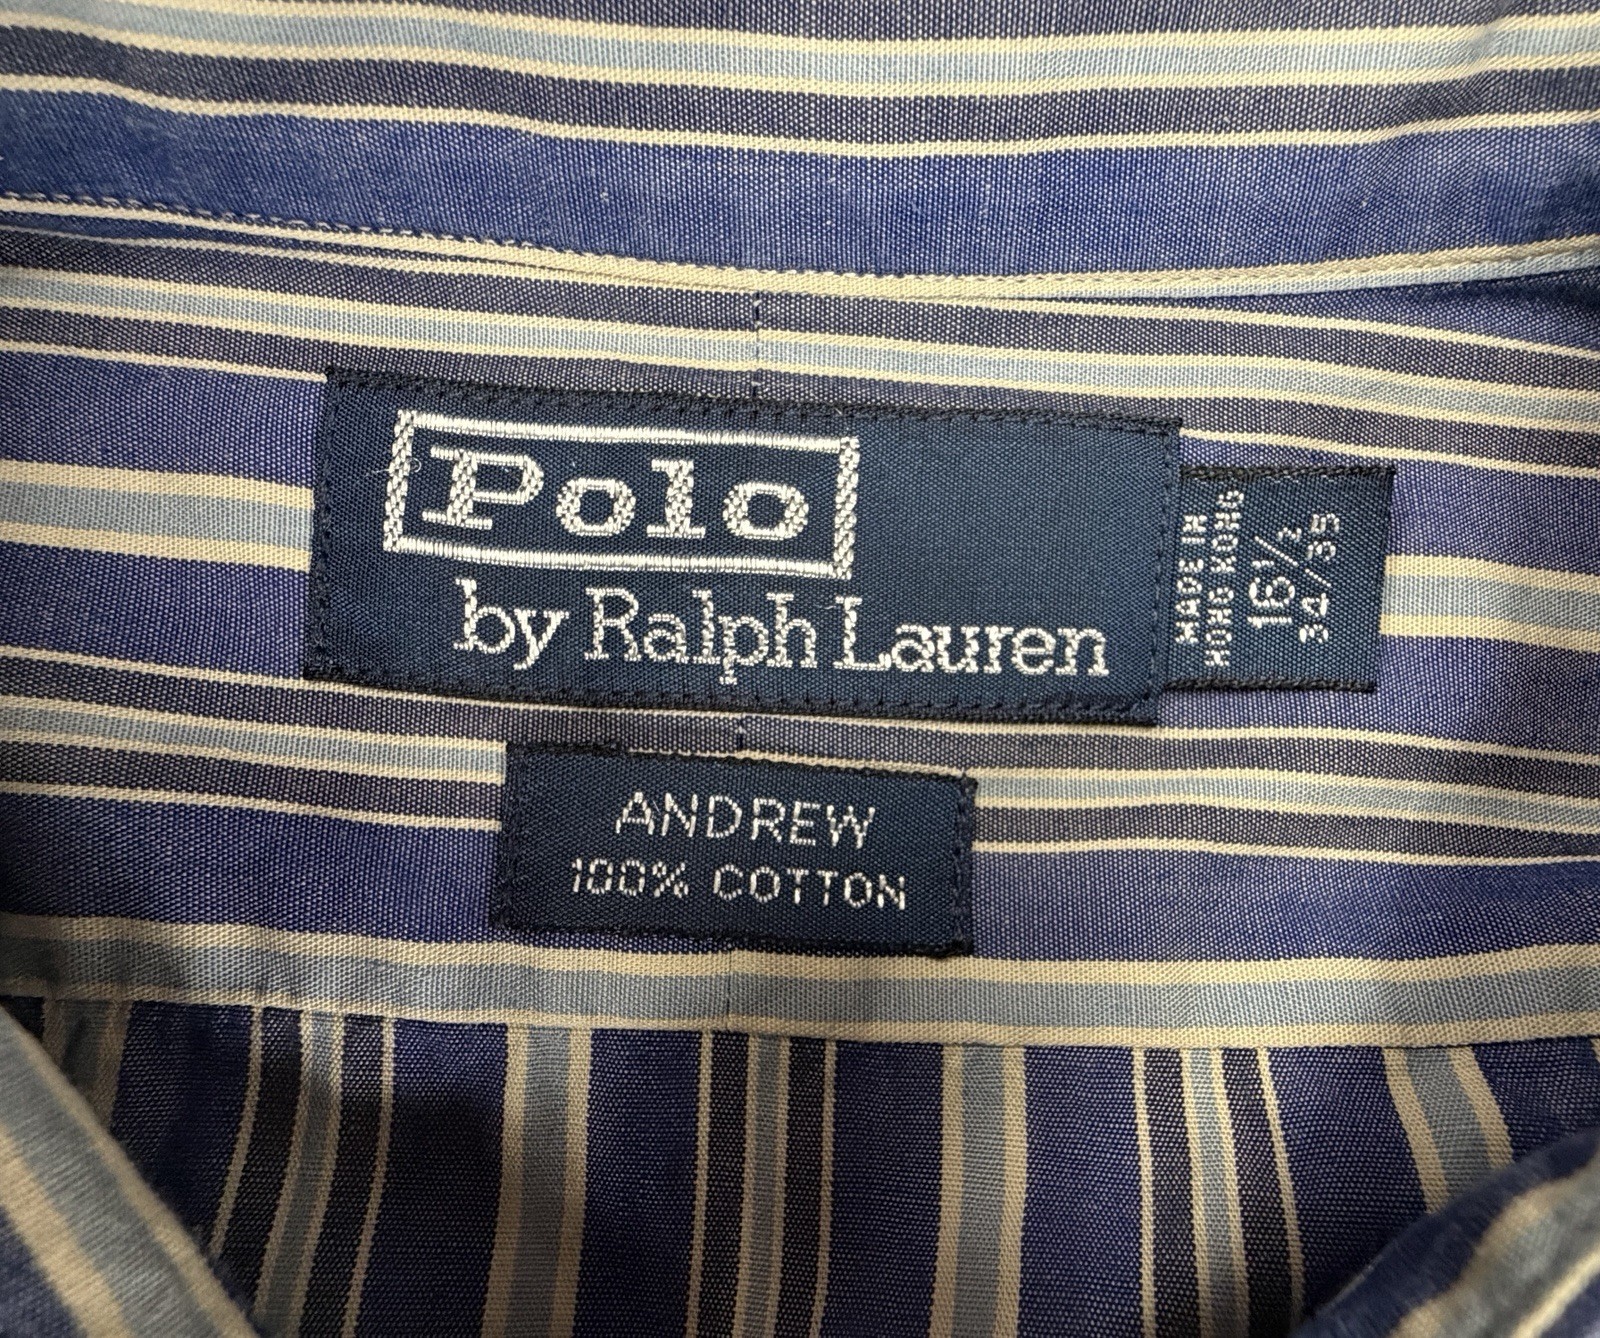 Polo
by Ralph Lauren
MADE IN
HONG KONG
16 1/2
34/35
ANDREW
100% COTTON